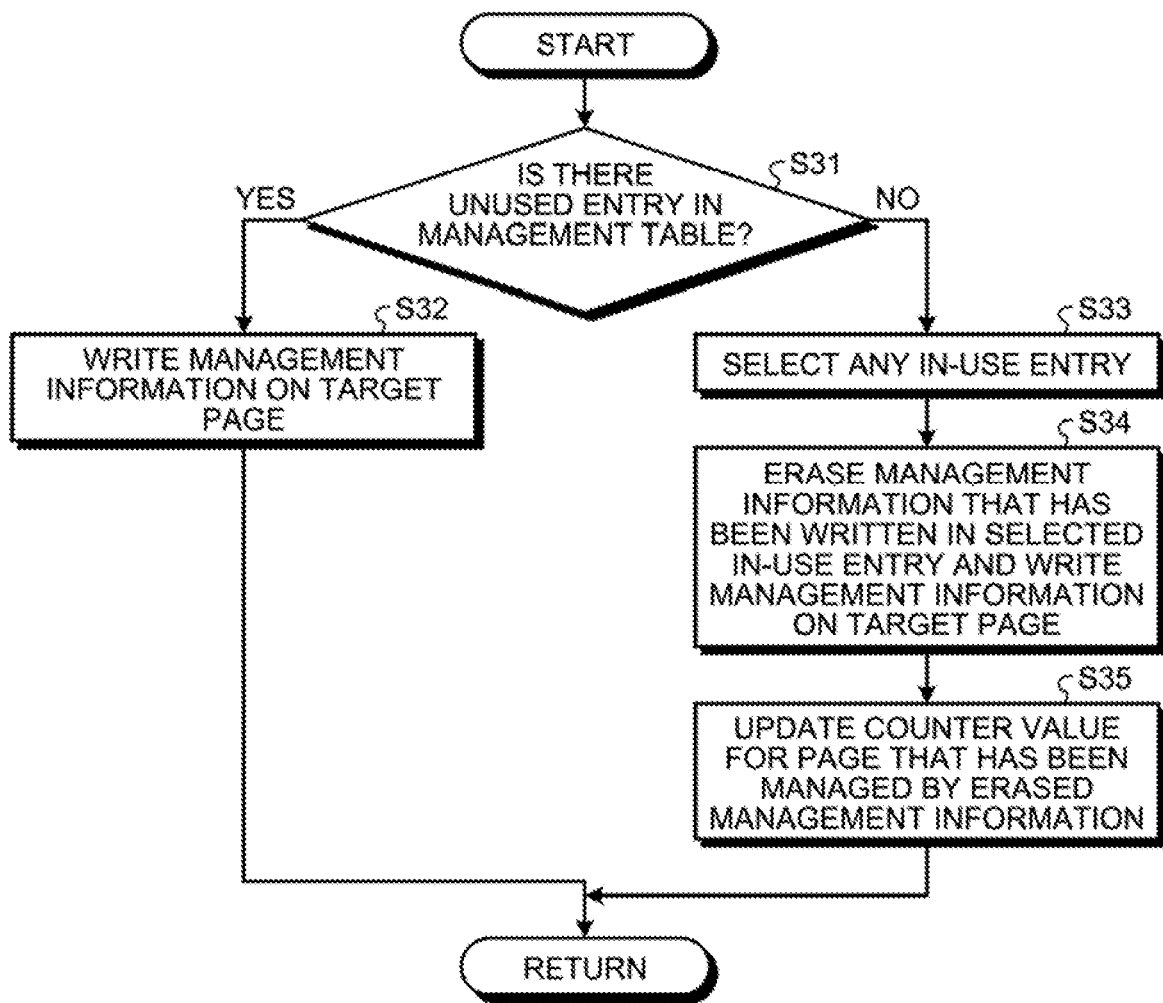 START
S31
IS THERE
UNUSED ENTRY IN
MANAGEMENT TABLE?
YES
NO
S32
WRITE MANAGEMENT
INFORMATION ON TARGET
PAGE
S33
SELECT ANY IN-USE ENTRY
S34
ERASE MANAGEMENT
INFORMATION THAT HAS
BEEN WRITTEN IN SELECTED
IN-USE ENTRY AND WRITE
MANAGEMENT INFORMATION
ON TARGET PAGE
S35
UPDATE COUNTER VALUE
FOR PAGE THAT HAS BEEN
MANAGED BY ERASED
MANAGEMENT INFORMATION
RETURN